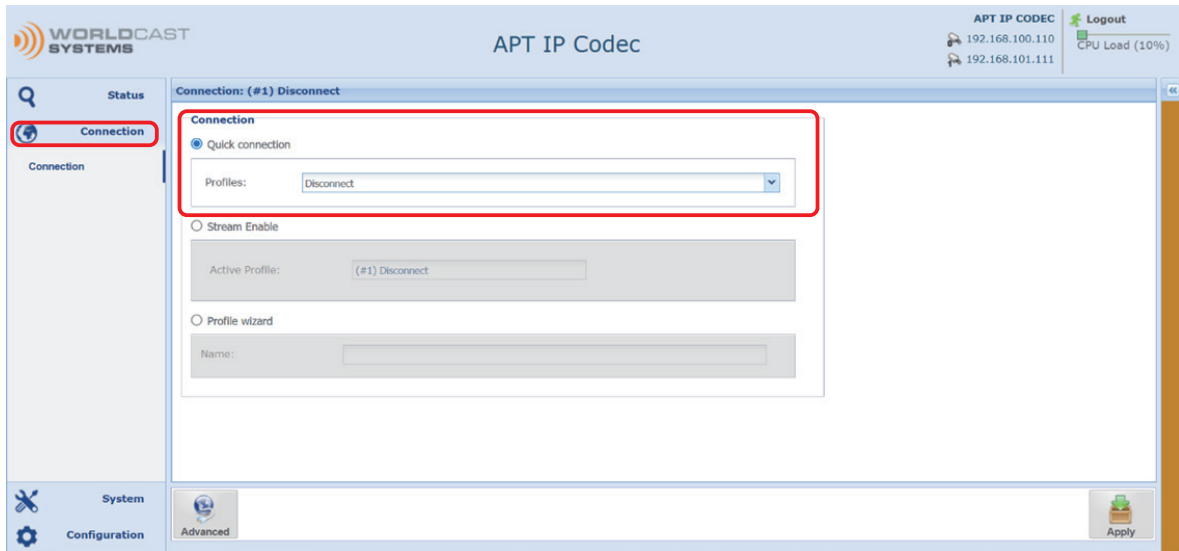 WORLDCAST
SYSTEMS
APT IP Codec
APT IP CODEC
192.168.100.110
192.168.101.111
Logout
CPU Load (10%)
Status
Connection
Connection
System
Configuration
Connection: (#1) Disconnect
Connection
Quick connection
Profiles: Disconnect
Stream Enable
Active Profile: (#1) Disconnect
Profile wizard
Name:
Advanced
Apply